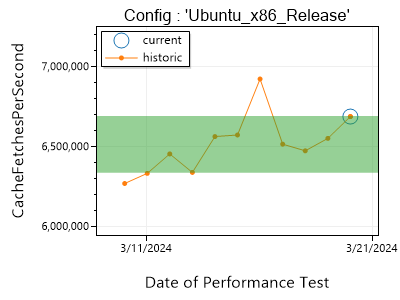 Config : 'Ubuntu_x86_Release'
current
historic
CacheFetchesPerSecond
7,000,000
6,500,000
6,000,000
3/11/2024
3/21/2024
Date of Performance Test